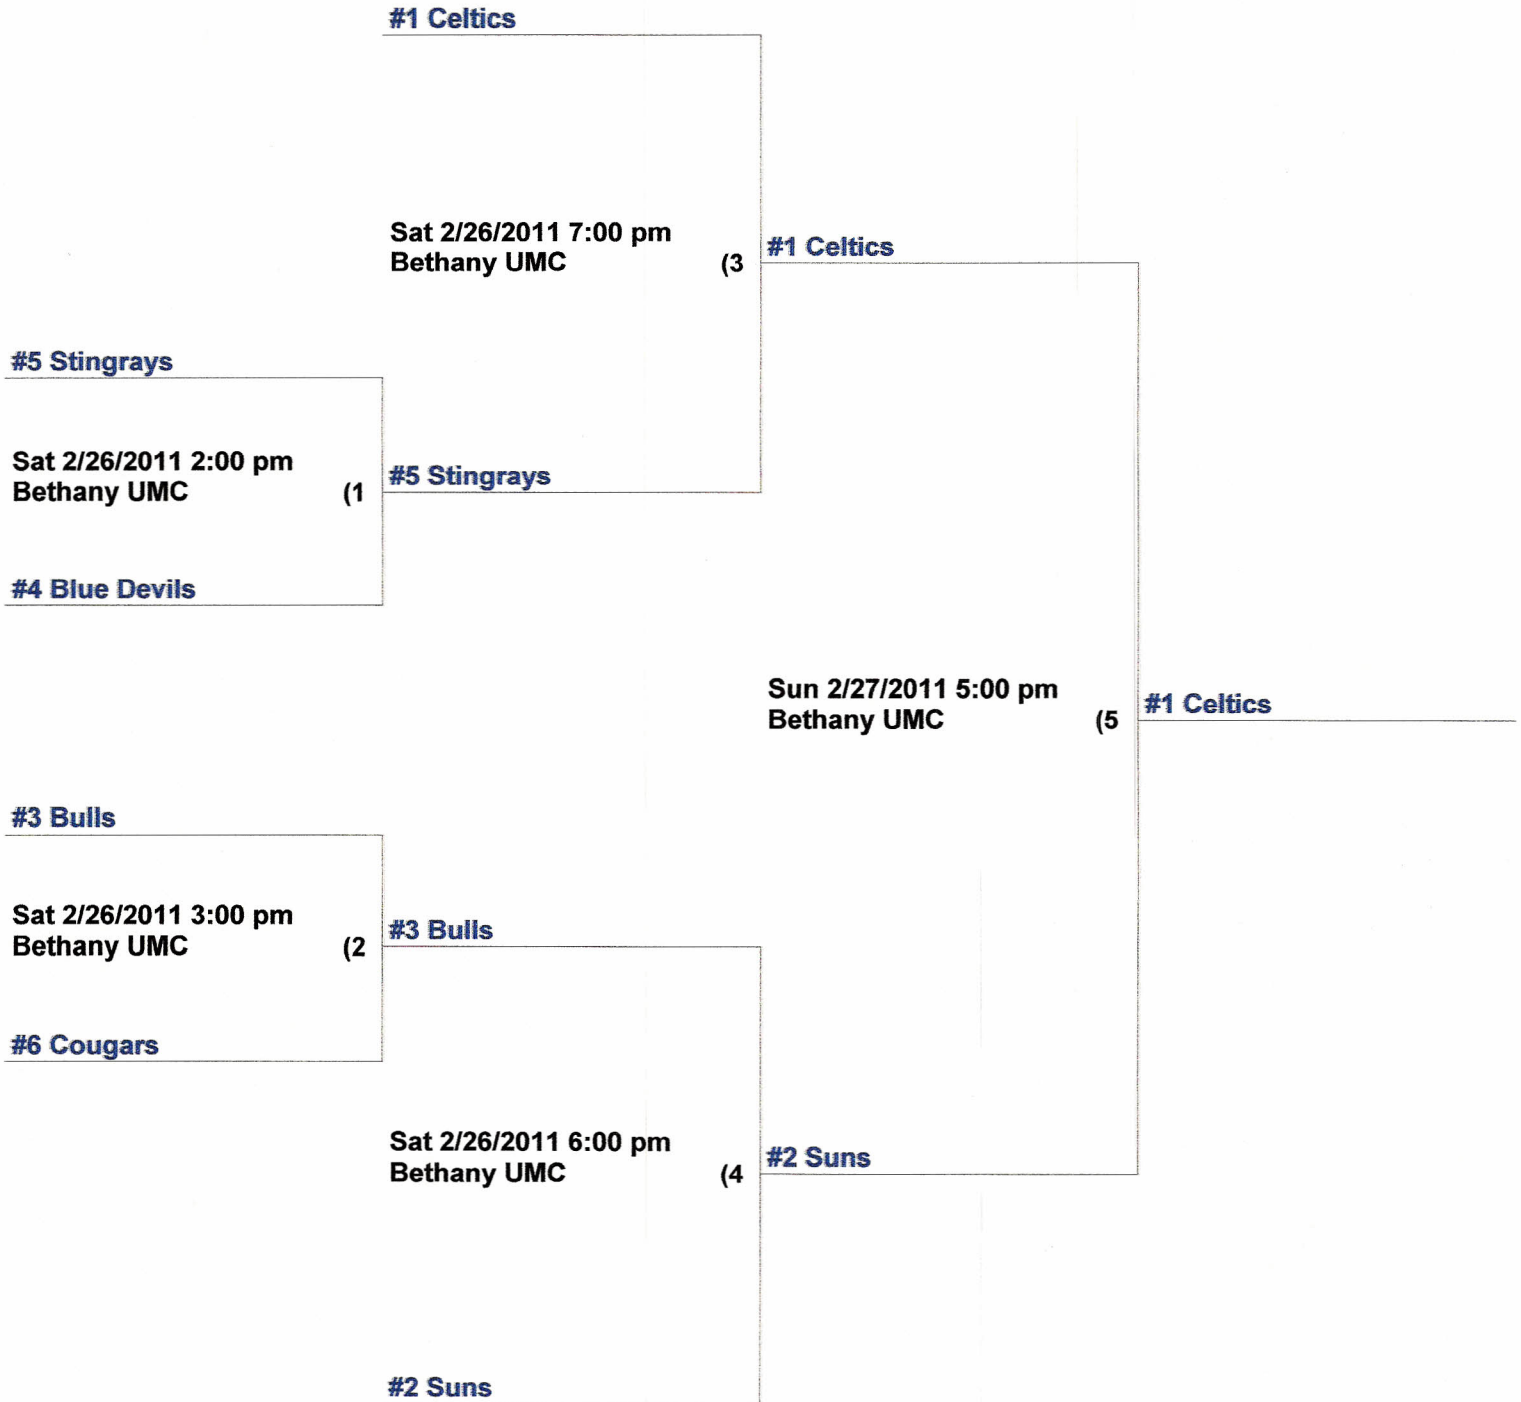 #1 Celtics
Sat 2/26/2011 7:00 pm
Bethany UMC (3
#1 Celtics
#5 Stingrays
Sat 2/26/2011 2:00 pm
Bethany UMC (1
#5 Stingrays
#4 Blue Devils
Sun 2/27/2011 5:00 pm
Bethany UMC (5
#1 Celtics
#3 Bulls
Sat 2/26/2011 3:00 pm
Bethany UMC (2
#3 Bulls
#6 Cougars
Sat 2/26/2011 6:00 pm
Bethany UMC (4
#2 Suns
#2 Suns